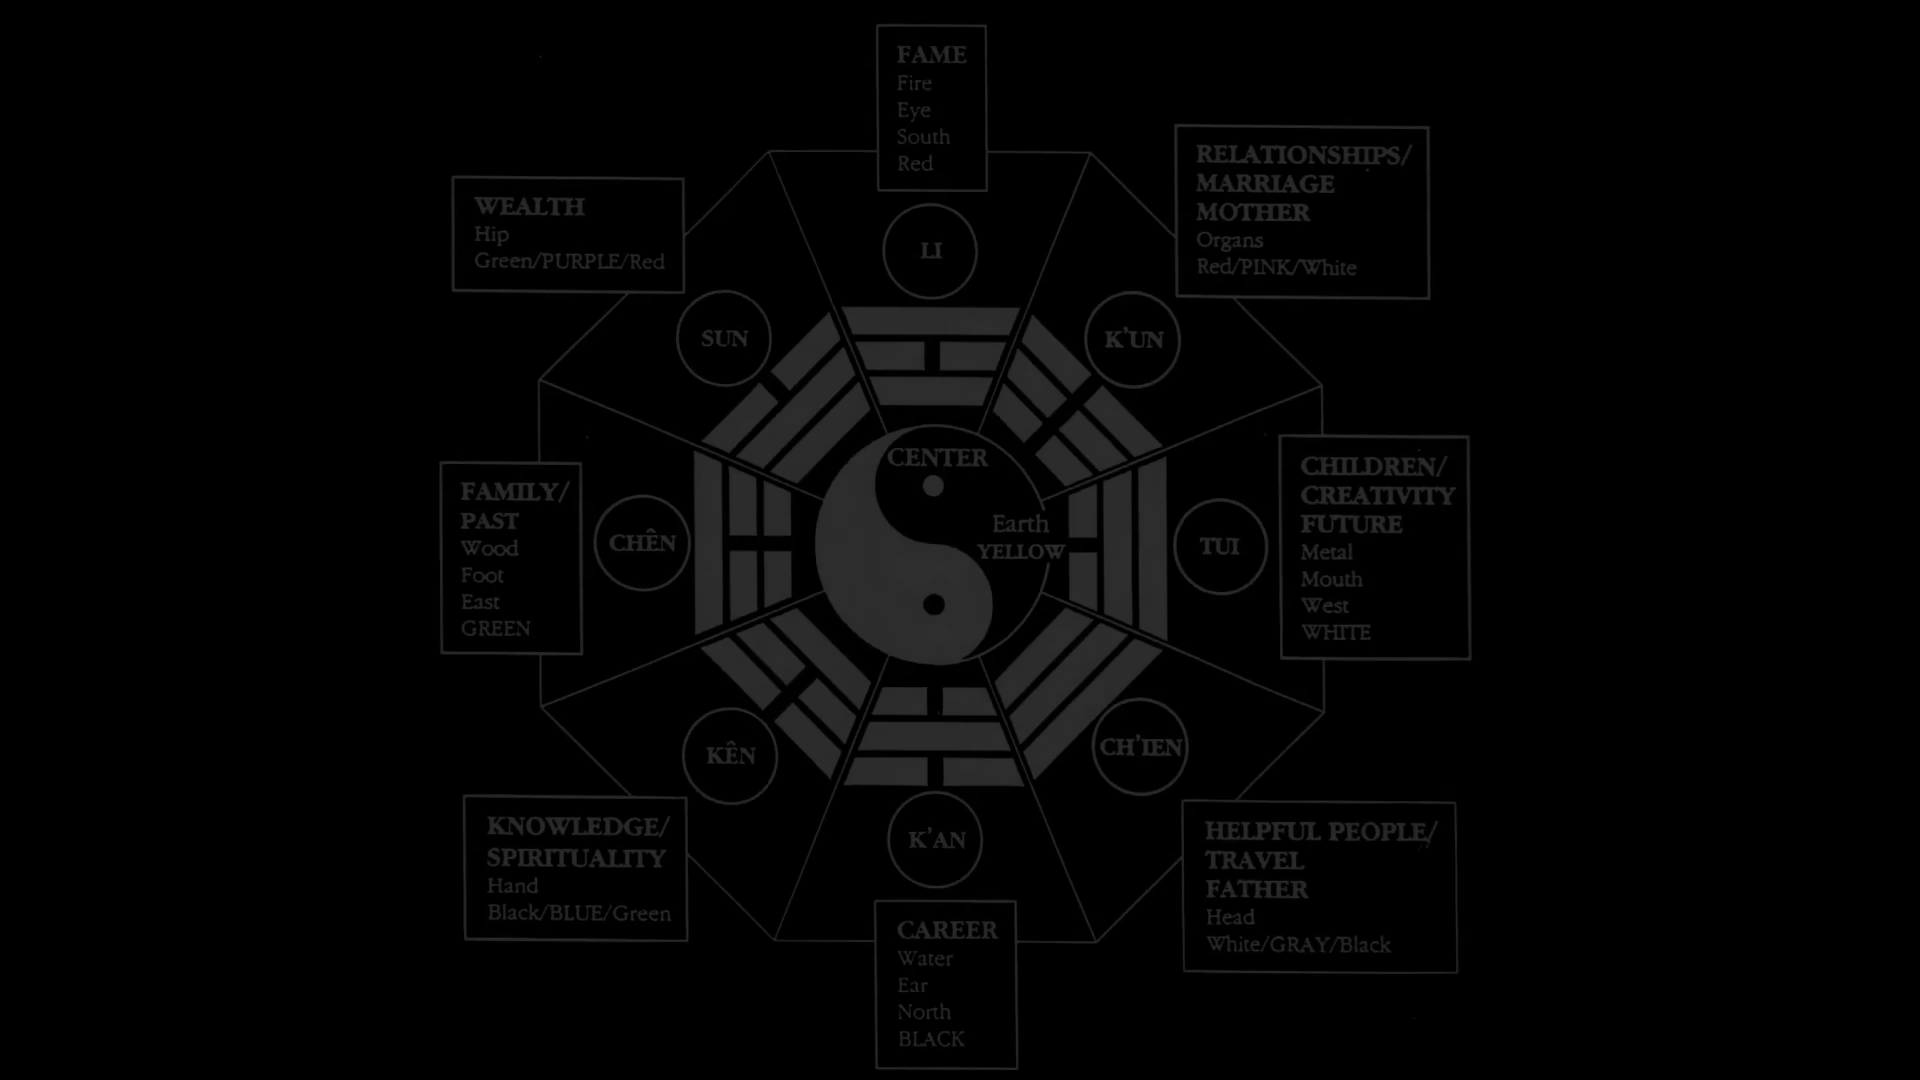 FAME
Fire
Eye
South
Red
RELATIONSHIPS/
MARRIAGE
MOTHER
Organs
Red/PINK/White
WEALTH
Hip
Green/PURPLE/Red
LI
SUN
K'UN
CENTER
Earth
YELLOW
FAMILY/
PAST
Wood
Foot
East
GREEN
CHÊN
TUI
CHILDREN/
CREATIVITY
FUTURE
Metal
Mouth
West
WHITE
KÊN
CH'IEN
K'AN
KNOWLEDGE/
SPIRITUALITY
Hand
Black/BLUE/Green
HELPFUL PEOPLE/
TRAVEL
FATHER
Head
White/GRAY/Black
CAREER
Water
Ear
North
BLACK